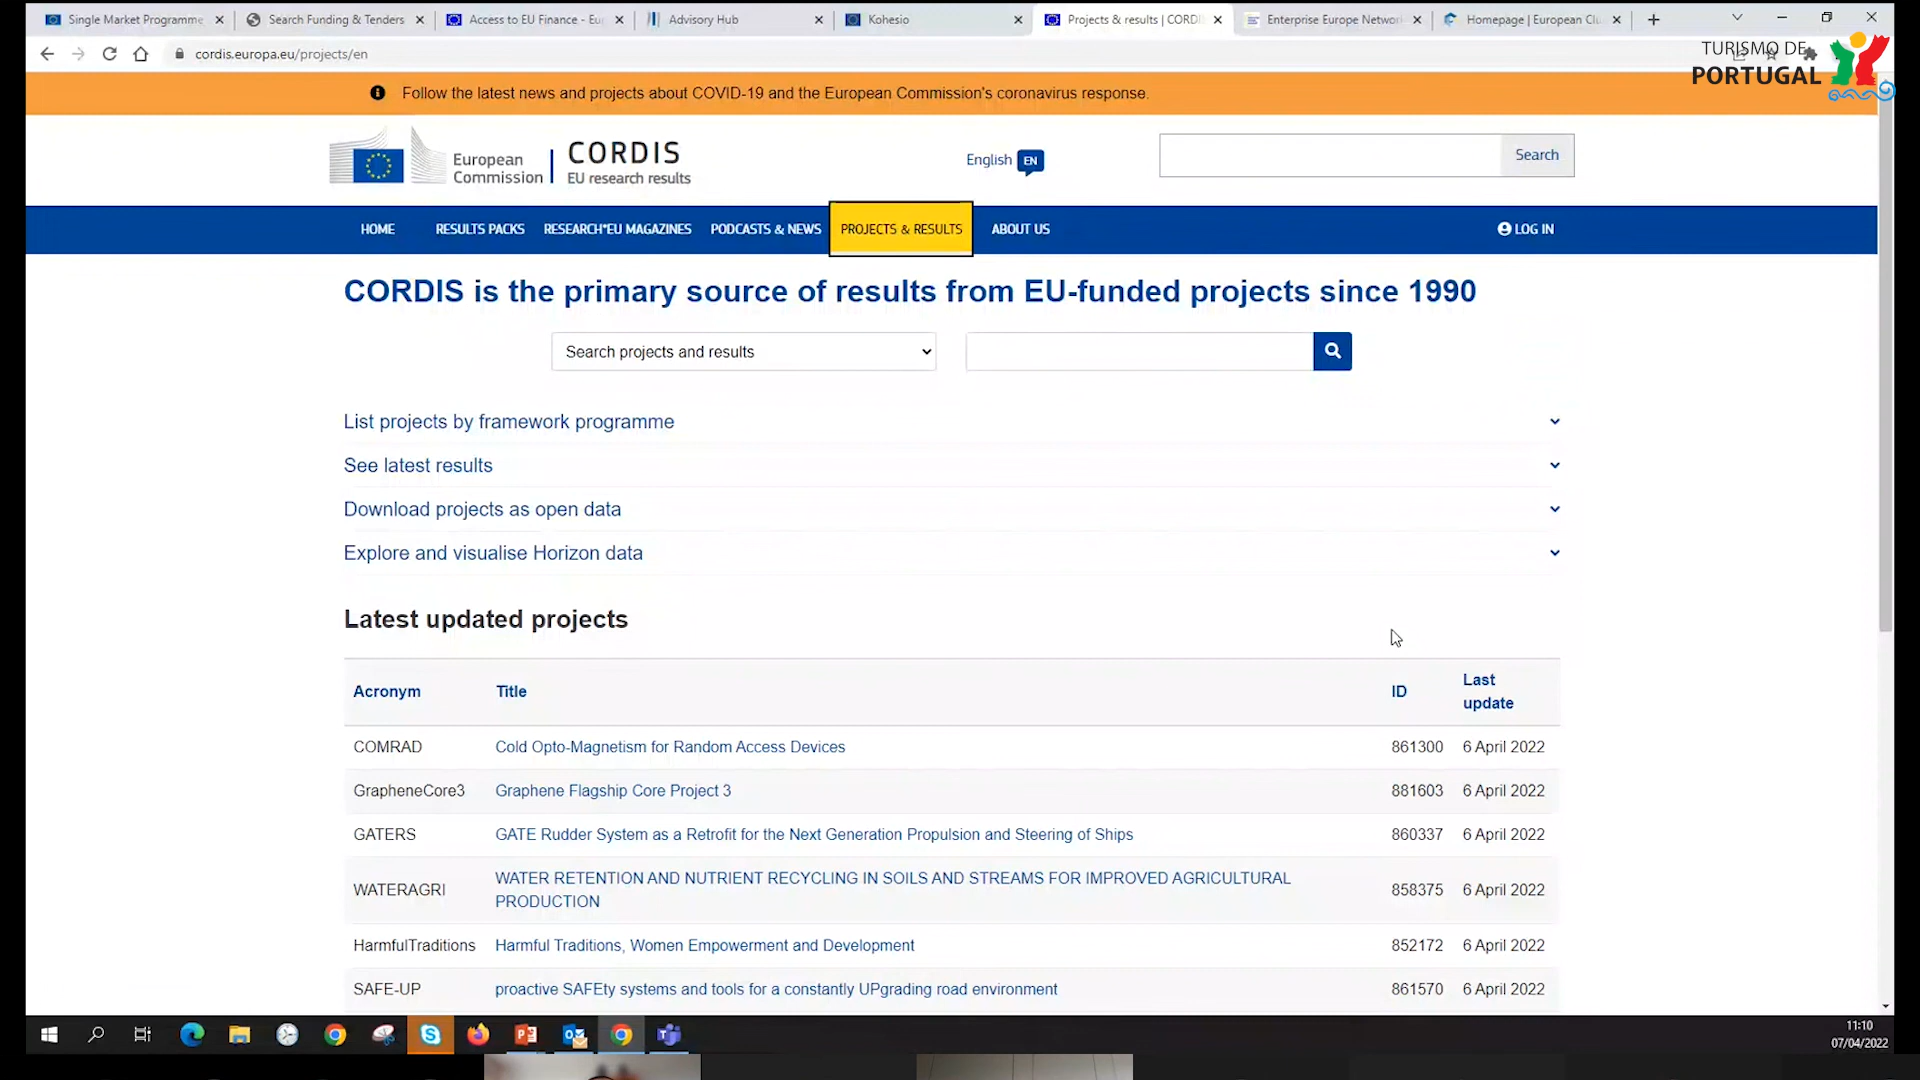 Single Market Programme
Search Funding & Tenders
Access to EU Finance - Eu
Advisory Hub
Kohesio
Projects & results | CORDI
Enterprise Europe Networ
Homepage | European Clu
cordis.europa.eu/projects/en
TURISMO DE
PORTUGAL
Follow the latest news and projects about COVID-19 and the European Commission's coronavirus response.
European
Commission
CORDIS
EU research results
English EN
Search
HOME
RESULTS PACKS
RESEARCH*EU MAGAZINES
PODCASTS & NEWS
PROJECTS & RESULTS
ABOUT US
LOG IN
CORDIS is the primary source of results from EU-funded projects since 1990
Search projects and results
List projects by framework programme
See latest results
Download projects as open data
Explore and visualise Horizon data
Latest updated projects
Acronym Title ID Last update
COMRAD Cold Opto-Magnetism for Random Access Devices 861300 6 April 2022
GrapheneCore3 Graphene Flagship Core Project 3 881603 6 April 2022
GATERS GATE Rudder System as a Retrofit for the Next Generation Propulsion and Steering of Ships 860337 6 April 2022
WATERAGRI WATER RETENTION AND NUTRIENT RECYCLING IN SOILS AND STREAMS FOR IMPROVED AGRICULTURAL
PRODUCTION 858375 6 April 2022
HarmfulTraditions Harmful Traditions, Women Empowerment and Development 852172 6 April 2022
SAFE-UP proactive SAFEty systems and tools for a constantly UPgrading road environment 861570 6 April 2022
11:10
07/04/2022